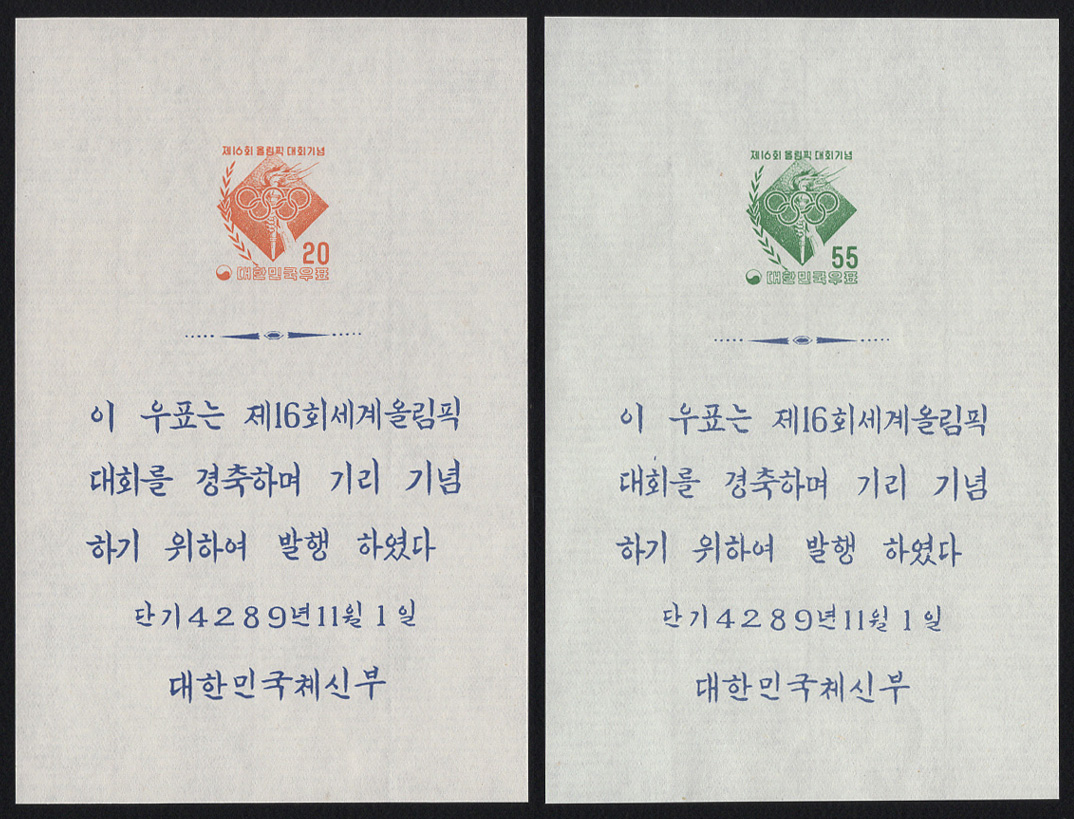 제16회 올림픽 대회기념
20
대한민국우표
이 우표는 제16회세계올림픽
대회를 경축하며 기리 기념
하기 위하여 발행 하였다
단기4289년11월 1일
대한민국체신부
제16회 올림픽 대회기념
55
대한민국우표
이 우표는 제16회세계올림픽
대회를 경축하며 기리 기념
하기 위하여 발행 하였다
단기4289년11월 1일
대한민국체신부